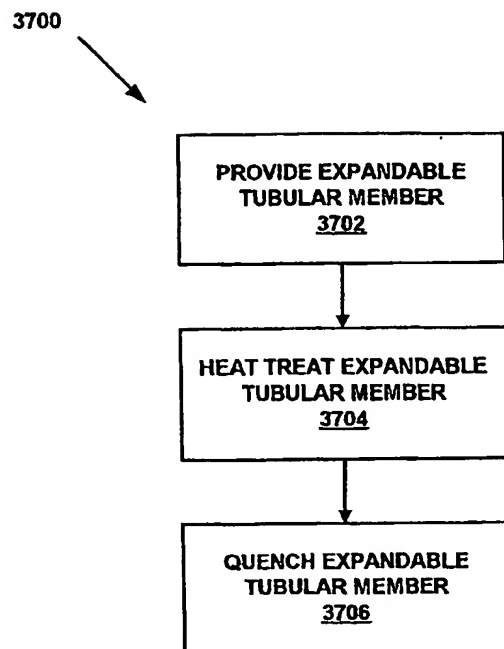 3700
PROVIDE EXPANDABLE
TUBULAR MEMBER
3702
HEAT TREAT EXPANDABLE
TUBULAR MEMBER
3704
QUENCH EXPANDABLE
TUBULAR MEMBER
3706